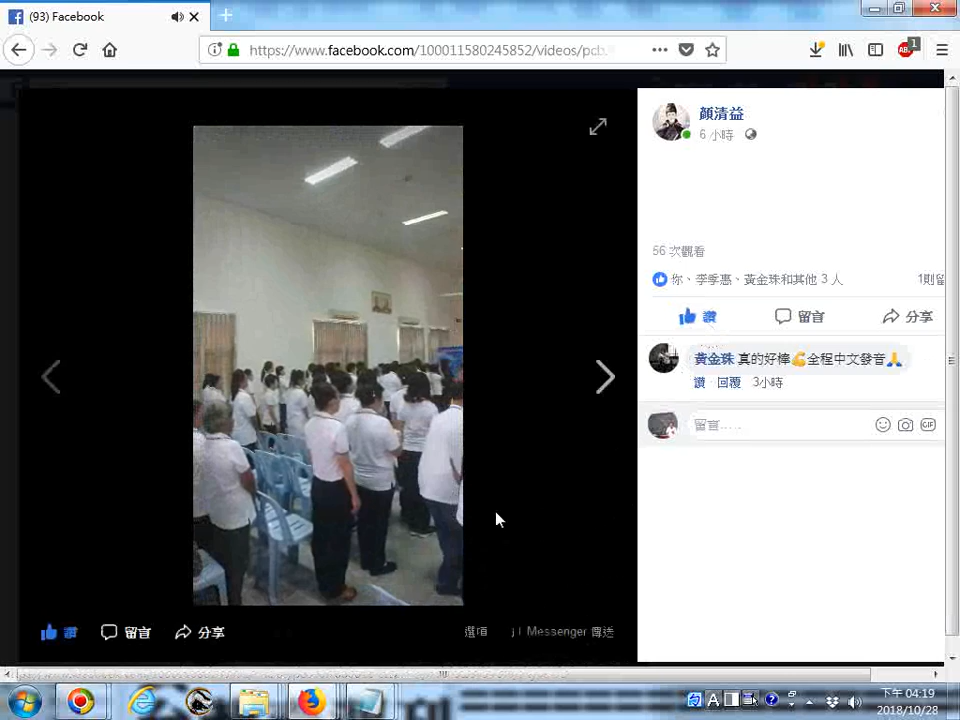 (93) Facebook
https://www.facebook.com/100011580245852/videos/pcb.
1
顏清益
6 小時
56 次觀看
你、李季惠、黃金珠和其他 3 人
1則留
讚
留言
分享
黃金珠 真的好棒💪全程中文發音🙏
讚 · 回覆 3小時
留言.....
GIF
讚
留言
分享
選項
Messenger 傳送
A
下午 04:19
2018/10/28